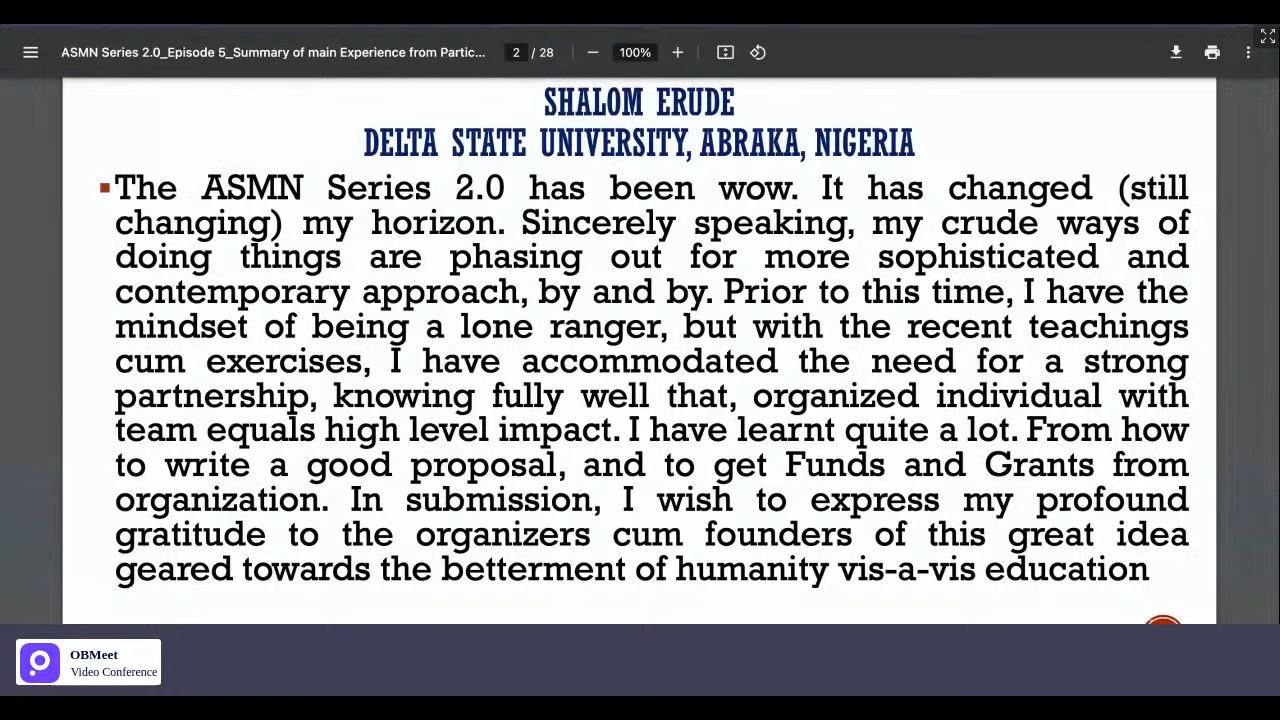 ASMN Series 2.0_Episode 5_Summary of main Experience from Partic...
2 / 28
100%
SHALOM ERUDE
DELTA STATE UNIVERSITY, ABRAKA, NIGERIA
The ASMN Series 2.0 has been wow. It has changed (still
changing) my horizon. Sincerely speaking, my crude ways of
doing things are phasing out for more sophisticated and
contemporary approach, by and by. Prior to this time, I have the
mindset of being a lone ranger, but with the recent teachings
cum exercises, I have accommodated the need for a strong
partnership, knowing fully well that, organized individual with
team equals high level impact. I have learnt quite a lot. From how
to write a good proposal, and to get Funds and Grants from
organization. In submission, I wish to express my profound
gratitude to the organizers cum founders of this great idea
geared towards the betterment of humanity vis-a-vis education
OBMeet
Video Conference